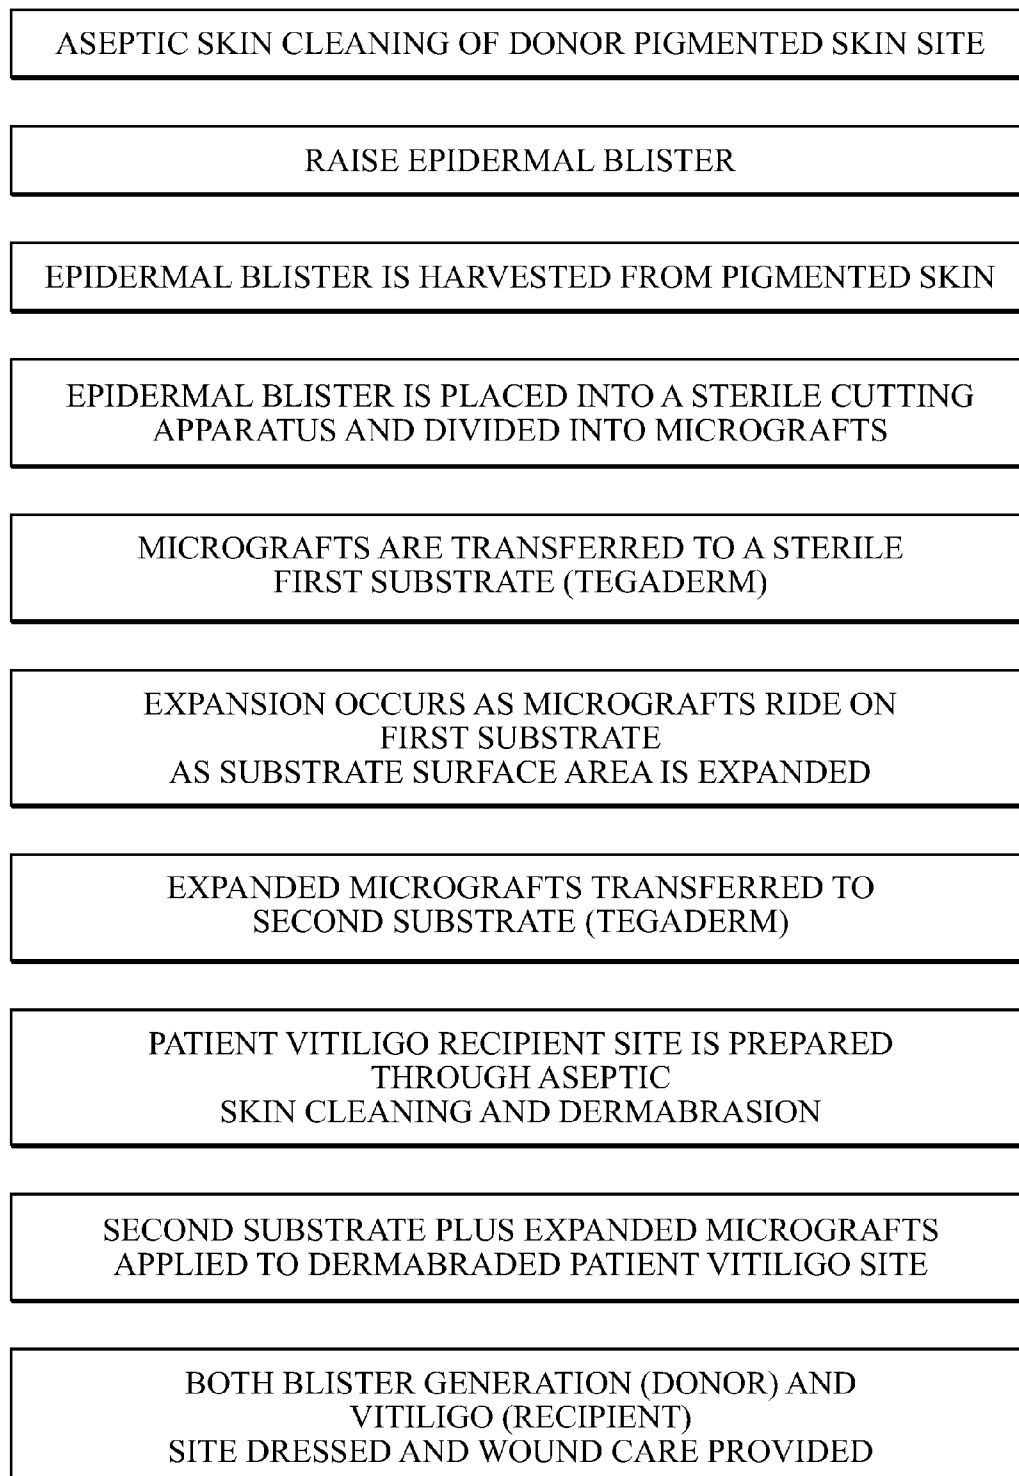 ASEPTIC SKIN CLEANING OF DONOR PIGMENTED SKIN SITE
RAISE EPIDERMAL BLISTER
EPIDERMAL BLISTER IS HARVESTED FROM PIGMENTED SKIN
EPIDERMAL BLISTER IS PLACED INTO A STERILE CUTTING
APPARATUS AND DIVIDED INTO MICROGRAFTS
MICROGRAFTS ARE TRANSFERRED TO A STERILE
FIRST SUBSTRATE (TEGADERM)
EXPANSION OCCURS AS MICROGRAFTS RIDE ON
FIRST SUBSTRATE
AS SUBSTRATE SURFACE AREA IS EXPANDED
EXPANDED MICROGRAFTS TRANSFERRED TO
SECOND SUBSTRATE (TEGADERM)
PATIENT VITILIGO RECIPIENT SITE IS PREPARED
THROUGH ASEPTIC
SKIN CLEANING AND DERMABRASION
SECOND SUBSTRATE PLUS EXPANDED MICROGRAFTS
APPLIED TO DERMABRADED PATIENT VITILIGO SITE
BOTH BLISTER GENERATION (DONOR) AND
VITILIGO (RECIPIENT)
SITE DRESSED AND WOUND CARE PROVIDED